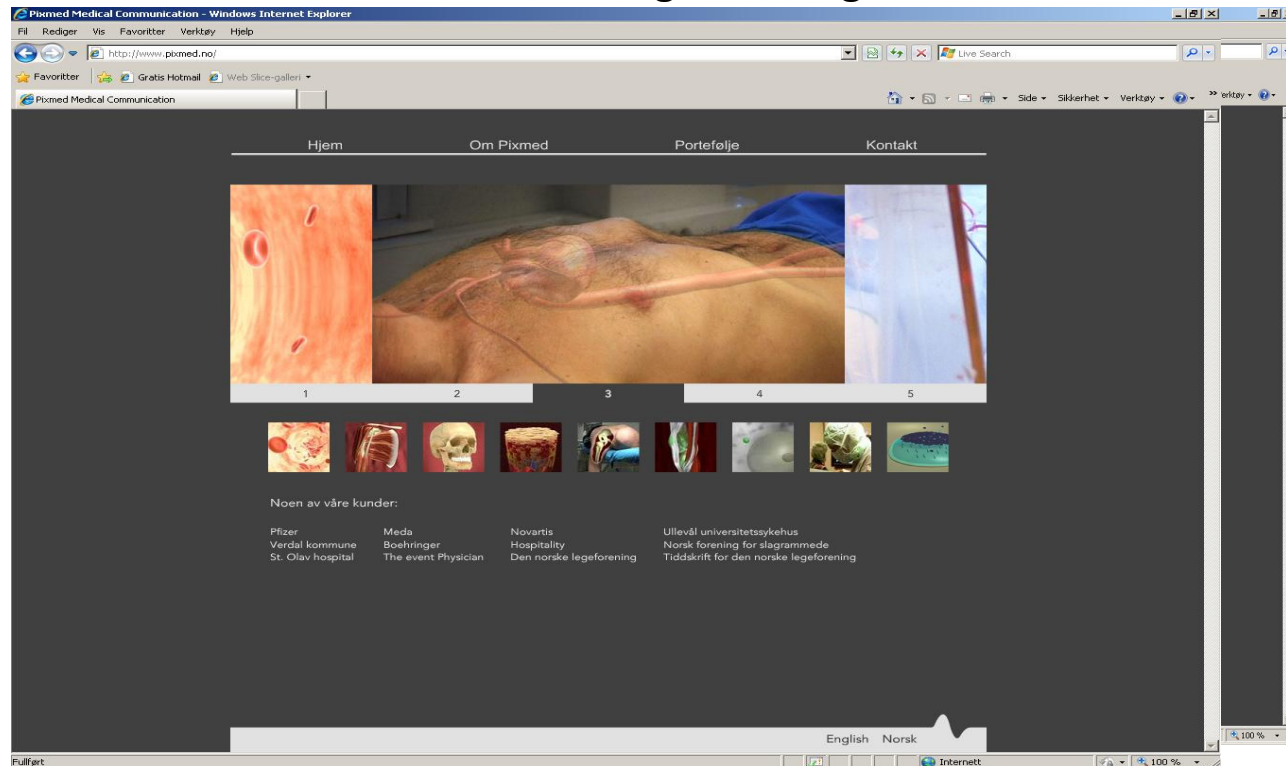 Pixmed Medical Communication - Windows Internet Explorer
Fil Rediger Vis Favoritter Verktøy Hjelp
http://www.pixmed.no/ Live Search
Favoritter Gratis Hotmail Web Slice-galleri
Pixmed Medical Communication Side Sikkerhet Verktøy
Hjem Om Pixmed Portefølje Kontakt
1 2 3 4 5
Noen av våre kunder:
Pfizer Meda Novartis Ullevål universitetssykehus
Verdal kommune Boehringer Hospitality Norsk forening for slagrammede
St. Olav hospital The event Physician Den norske legeforening Tiddskrift for den norske legeforening
English Norsk
100 %
Fullført Internett 100 %